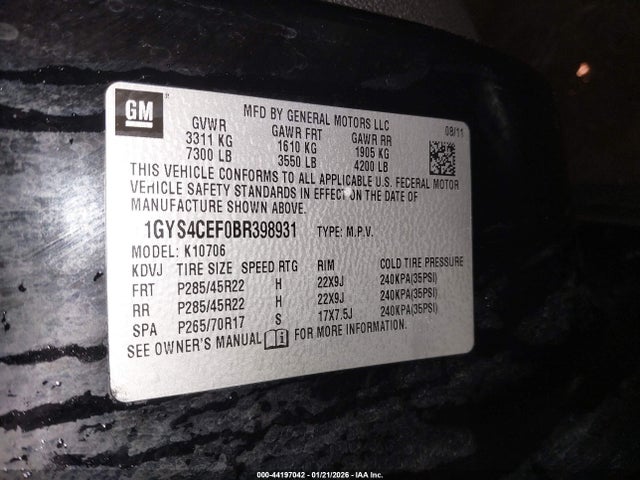 GM
MFD BY GENERAL MOTORS LLC
08/11
GVWR GAWR FRT GAWR RR
3311 KG 1610 KG 1905 KG
7300 LB 3550 LB 4200 LB
THIS VEHICLE CONFORMS TO ALL APPLICABLE U.S. FEDERAL MOTOR
VEHICLE SAFETY STANDARDS IN EFFECT ON THE DATE OF
MANUFACTURE SHOWN ABOVE.
1GYS4CEF0BR398931 TYPE: M.P.V.
MODEL: K10706
KDVJ TIRE SIZE SPEED RTG RIM COLD TIRE PRESSURE
FRT P285/45R22 H 22X9J 240KPA(35PSI)
RR P285/45R22 H 22X9J 240KPA(35PSI)
SPA P265/70R17 S 17X7.5J 240KPA(35PSI)
SEE OWNER'S MANUAL FOR MORE INFORMATION.
000-44197042 - 01/21/2026 - © IAA Inc.